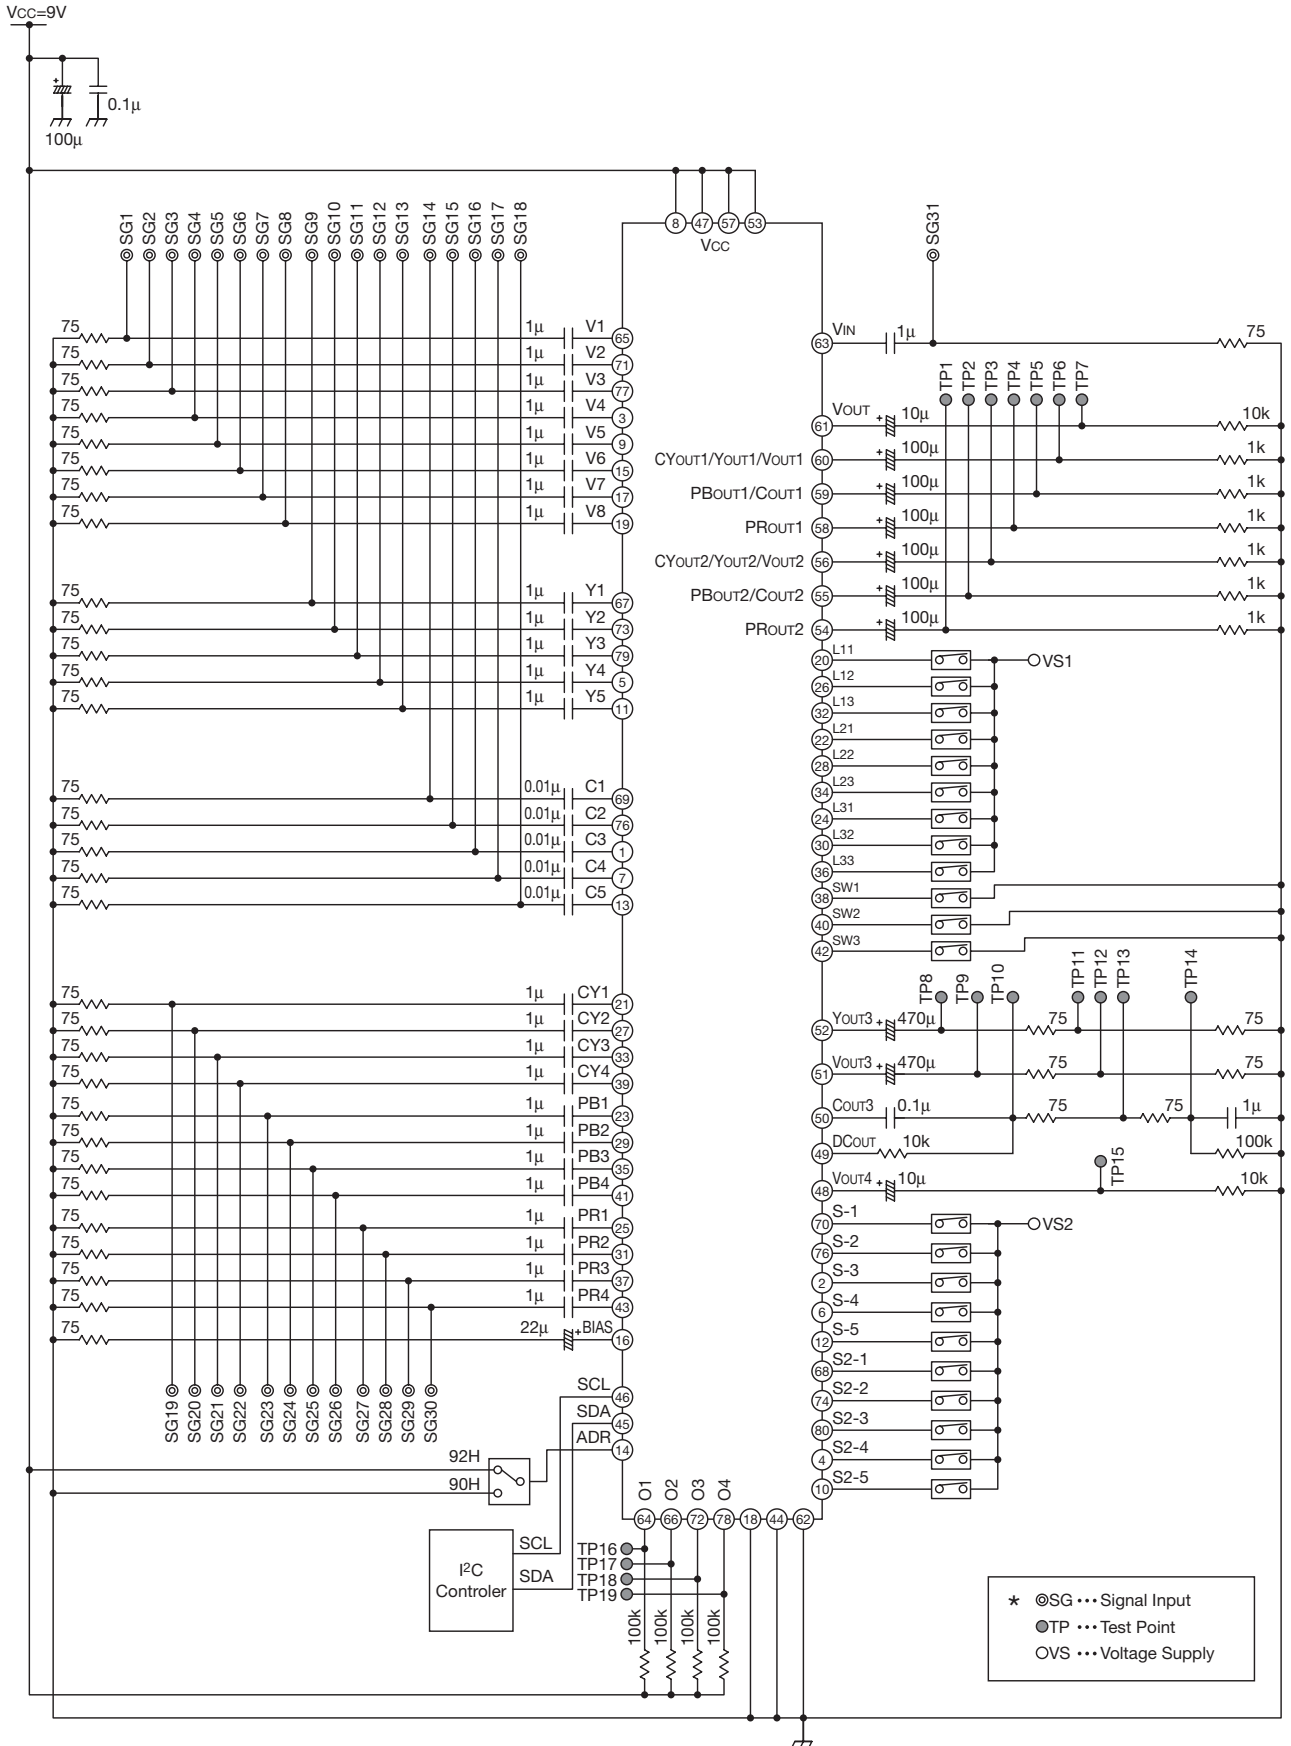 VCC=9V
0.1μ
100μ
SG1 SG2 SG3 SG4 SG5 SG6 SG7 SG8 SG9 SG10 SG11 SG12 SG13 SG14 SG15 SG16 SG17 SG18
8 47 57 53
VCC
SG31
75 1μ V1 65
75 1μ V2 71
75 1μ V3 77
75 1μ V4 3
75 1μ V5 9
75 1μ V6 15
75 1μ V7 17
75 1μ V8 19
75 1μ Y1 67
75 1μ Y2 73
75 1μ Y3 79
75 1μ Y4 5
75 1μ Y5 11
75 0.01μ C1 69
75 0.01μ C2 76
75 0.01μ C3 1
75 0.01μ C4 7
75 0.01μ C5 13
75 1μ CY1 21
75 1μ CY2 27
75 1μ CY3 33
75 1μ CY4 39
75 1μ PB1 23
75 1μ PB2 29
75 1μ PB3 35
75 1μ PB4 41
75 1μ PR1 25
75 1μ PR2 31
75 1μ PR3 37
75 1μ PR4 43
75 22μ +BIAS 16
SG19 SG20 SG21 SG22 SG23 SG24 SG25 SG26 SG27 SG28 SG29 SG30
SCL 46
SDA 45
ADR 14
92H
90H
I²C
Controler
SCL
SDA
63 VIN 1μ 75
TP1 TP2 TP3 TP4 TP5 TP6 TP7
VOUT 61 + 10μ 10k
CYOUT1/YOUT1/VOUT1 60 + 100μ 1k
PBOUT1/COUT1 59 + 100μ 1k
PROUT1 58 + 100μ 1k
CYOUT2/YOUT2/VOUT2 56 + 100μ 1k
PBOUT2/COUT2 55 + 100μ 1k
PROUT2 54 + 100μ 1k
20 L11 VS1
26 L12
32 L13
22 L21
28 L22
34 L23
24 L31
30 L32
36 L33
38 SW1
40 SW2
42 SW3
TP8 TP9 TP10 TP11 TP12 TP13 TP14
52 YOUT3 + 470μ 75 75
51 VOUT3 + 470μ 75 75
50 COUT3 0.1μ 75 75 1μ
49 DCOUT 10k 100k
TP15
48 VOUT4 + 10μ 10k
70 S-1 VS2
76 S-2
2 S-3
6 S-4
12 S-5
68 S2-1
74 S2-2
80 S2-3
4 S2-4
10 S2-5
O1 O2 O3 O4
64 66 72 78 18 44 62
TP16
TP17
TP18
TP19
100k 100k 100k 100k
* ◎SG ••• Signal Input
TP ••• Test Point
VS ••• Voltage Supply